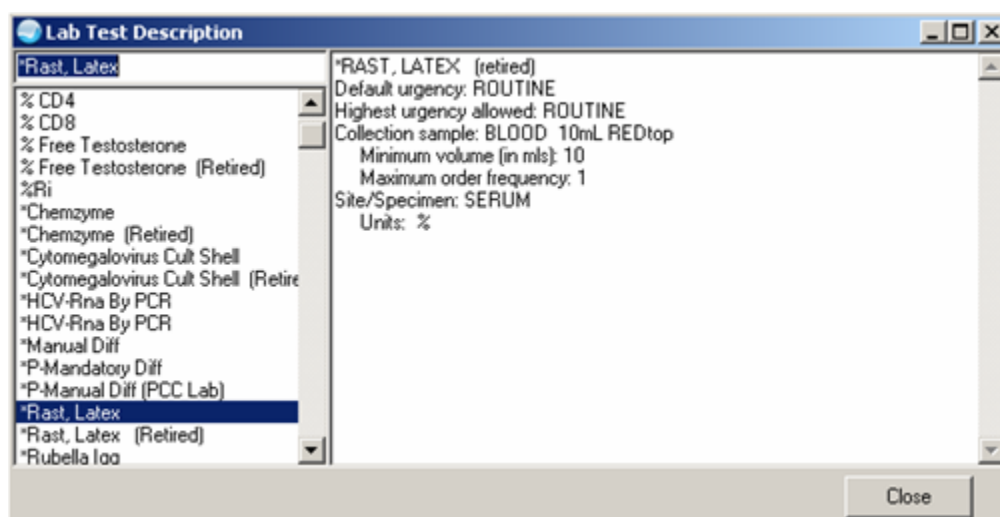 Lab Test Description
*Rast, Latex
% CD4
% CD8
% Free Testosterone
% Free Testosterone (Retired)
%Ri
*Chemzyme
*Chemzyme (Retired)
*Cytomegalovirus Cult Shell
*Cytomegalovirus Cult Shell (Retire
*HCV-Rna By PCR
*HCV-Rna By PCR
*Manual Diff
*P-Mandatory Diff
*P-Manual Diff (PCC Lab)
*Rast, Latex
*Rast, Latex (Retired)
*Rubella Igg
*RAST, LATEX (retired)
Default urgency: ROUTINE
Highest urgency allowed: ROUTINE
Collection sample: BLOOD 10mL REDtop
Minimum volume (in mls): 10
Maximum order frequency: 1
Site/Specimen: SERUM
Units: %
Close